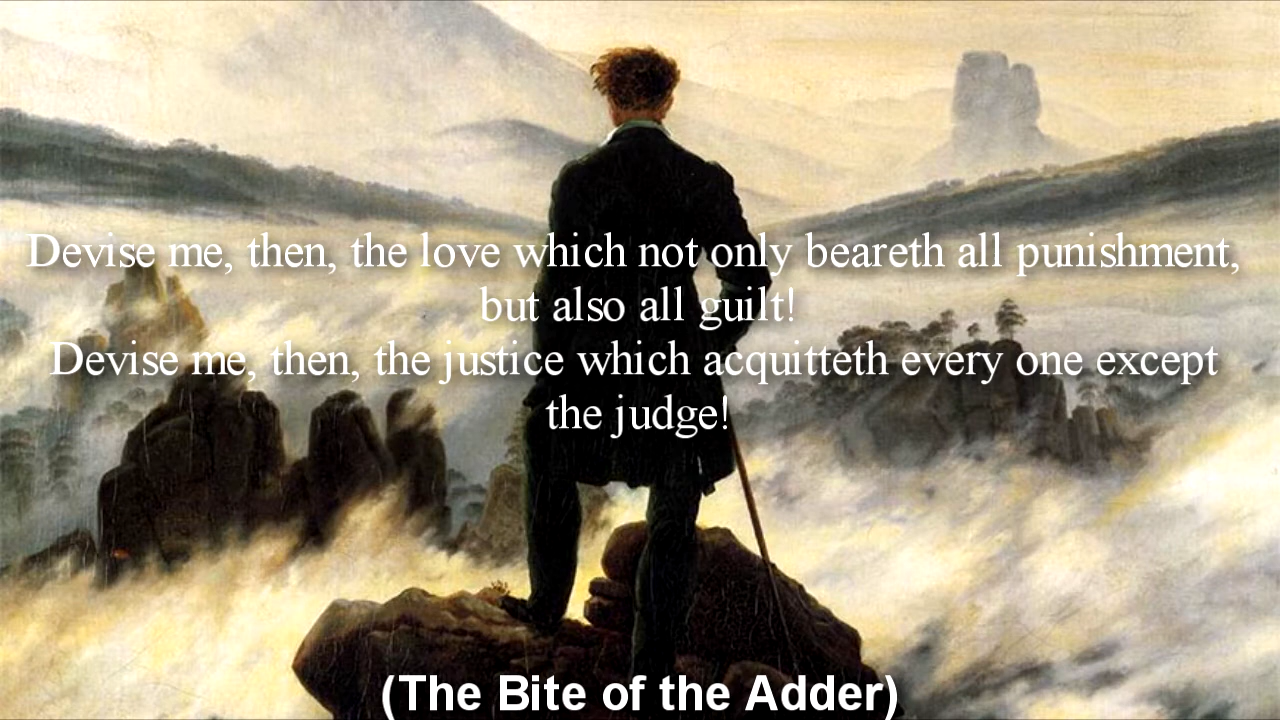 Devise me, then, the love which not only beareth all punishment,
but also all guilt!
Devise me, then, the justice which acquitteth every one except
the judge!
(The Bite of the Adder)